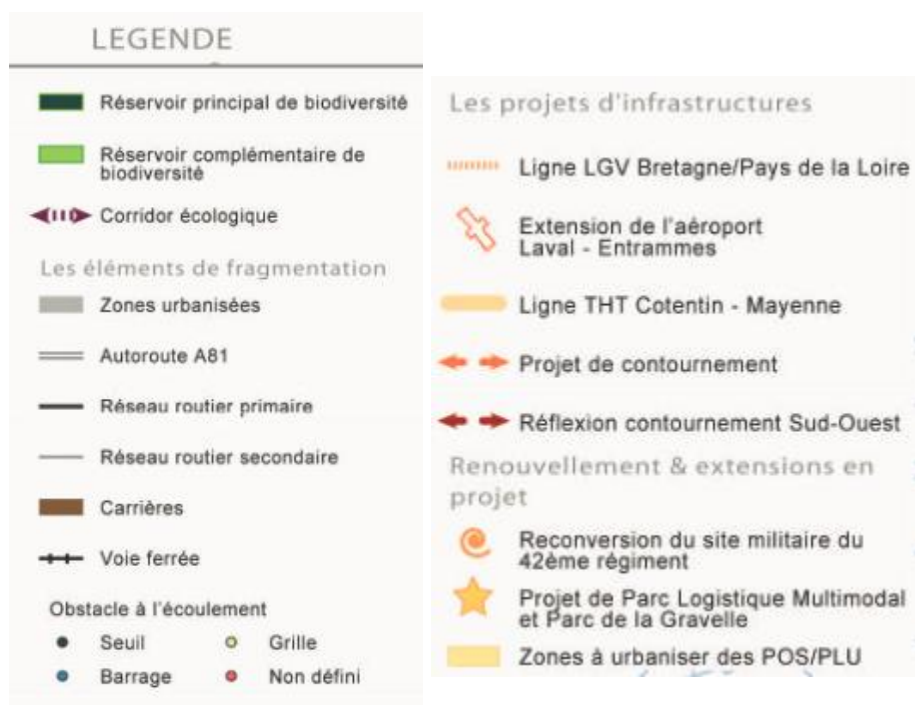 LEGENDE
Réservoir principal de biodiversité
Réservoir complémentaire de
biodiversité
Corridor écologique
Les éléments de fragmentation
Zones urbanisées
Autoroute A81
Réseau routier primaire
Réseau routier secondaire
Carrières
Voie ferrée
Obstacle à l'écoulement
Seuil
Grille
Barrage
Non défini
Les projets d'infrastructures
Ligne LGV Bretagne/Pays de la Loire
Extension de l'aéroport
Laval - Entrammes
Ligne THT Cotentin - Mayenne
Projet de contournement
Réflexion contournement Sud-Ouest
Renouvellement & extensions en
projet
Reconversion du site militaire du
42ème régiment
Projet de Parc Logistique Multimodal
et Parc de la Gravelle
Zones à urbaniser des POS/PLU